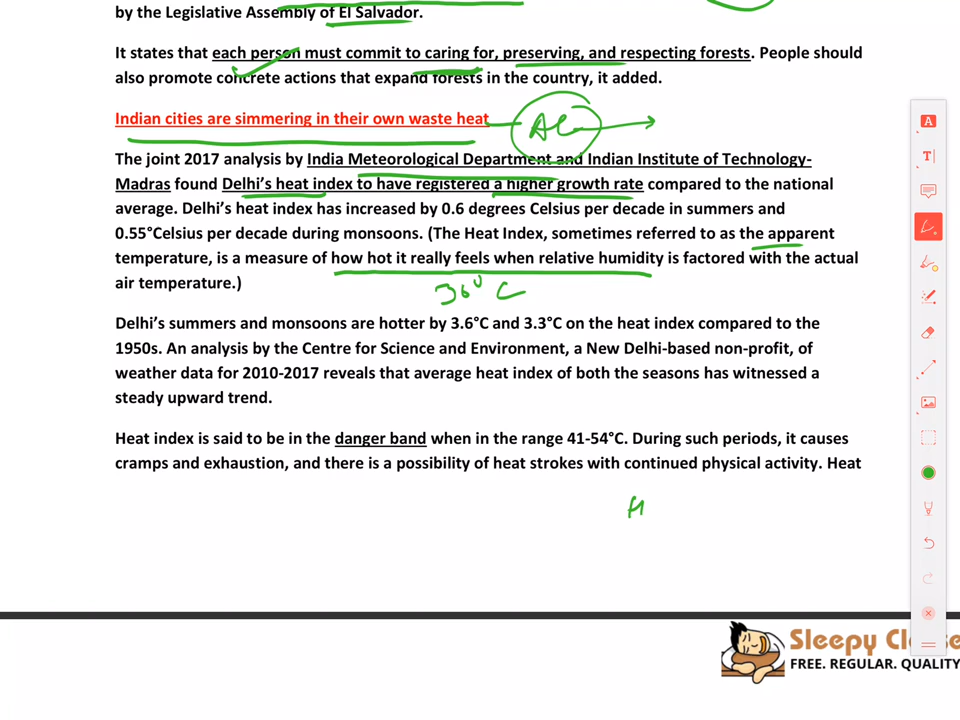 by the Legislative Assembly of El Salvador.
It states that each person must commit to caring for, preserving, and respecting forests. People should
also promote concrete actions that expand forests in the country, it added.
Indian cities are simmering in their own waste heat
The joint 2017 analysis by India Meteorological Department and Indian Institute of Technology-
Madras found Delhi's heat index to have registered a higher growth rate compared to the national
average. Delhi's heat index has increased by 0.6 degrees Celsius per decade in summers and
0.55°Celsius per decade during monsoons. (The Heat Index, sometimes referred to as the apparent
temperature, is a measure of how hot it really feels when relative humidity is factored with the actual
air temperature.)
36° C
Delhi's summers and monsoons are hotter by 3.6°C and 3.3°C on the heat index compared to the
1950s. An analysis by the Centre for Science and Environment, a New Delhi-based non-profit, of
weather data for 2010-2017 reveals that average heat index of both the seasons has witnessed a
steady upward trend.
Heat index is said to be in the danger band when in the range 41-54°C. During such periods, it causes
cramps and exhaustion, and there is a possibility of heat strokes with continued physical activity. Heat
Sleepy Classe
FREE. REGULAR. QUALITY